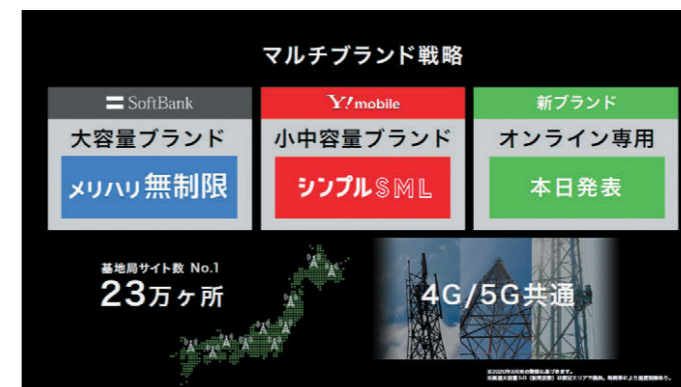 マルチブランド戦略
SoftBank
Y!mobile
新ブランド
大容量ブランド
小中容量ブランド
オンライン専用
メリハリ無制限
シンプルSML
本日発表
基地局サイト数 No.1
23万ヶ所
4G/5G共通